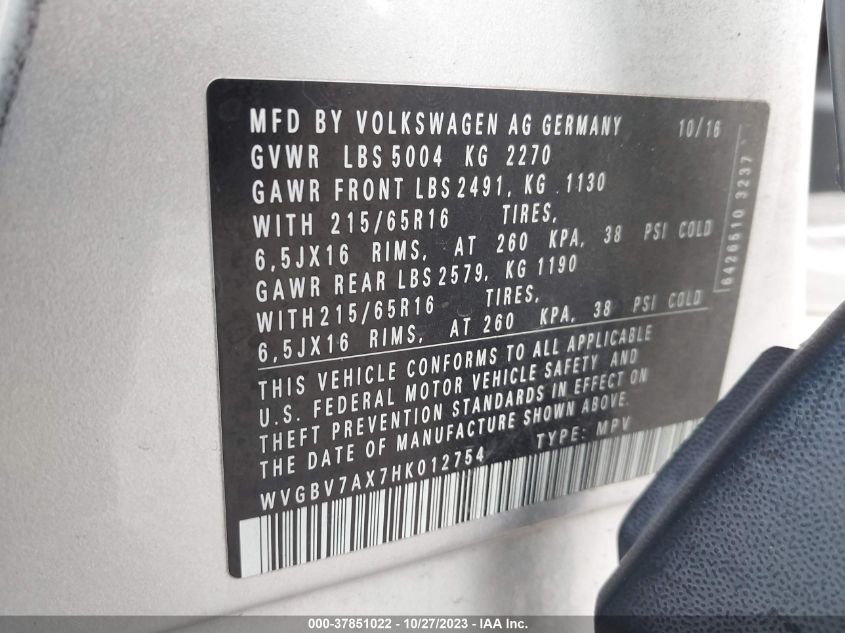 MFD BY VOLKSWAGEN AG GERMANY 10/16
GVWR LBS 5004 KG 2270
GAWR FRONT LBS 2491, KG 1130
WITH 215/65R16 TIRES,
6,5JX16 RIMS, AT 260 KPA, 38 PSI COLD
GAWR REAR LBS 2579, KG 1190
WITH 215/65R16 TIRES,
6,5JX16 RIMS, AT 260 KPA, 38 PSI COLD
THIS VEHICLE CONFORMS TO ALL APPLICABLE
U.S. FEDERAL MOTOR VEHICLE SAFETY AND
THEFT PREVENTION STANDARDS IN EFFECT ON
THE DATE OF MANUFACTURE SHOWN ABOVE.
WVGBV7AX7HK012754 TYPE: MPV
6426510 3237
000-37851022 - 10/27/2023 - IAA Inc.